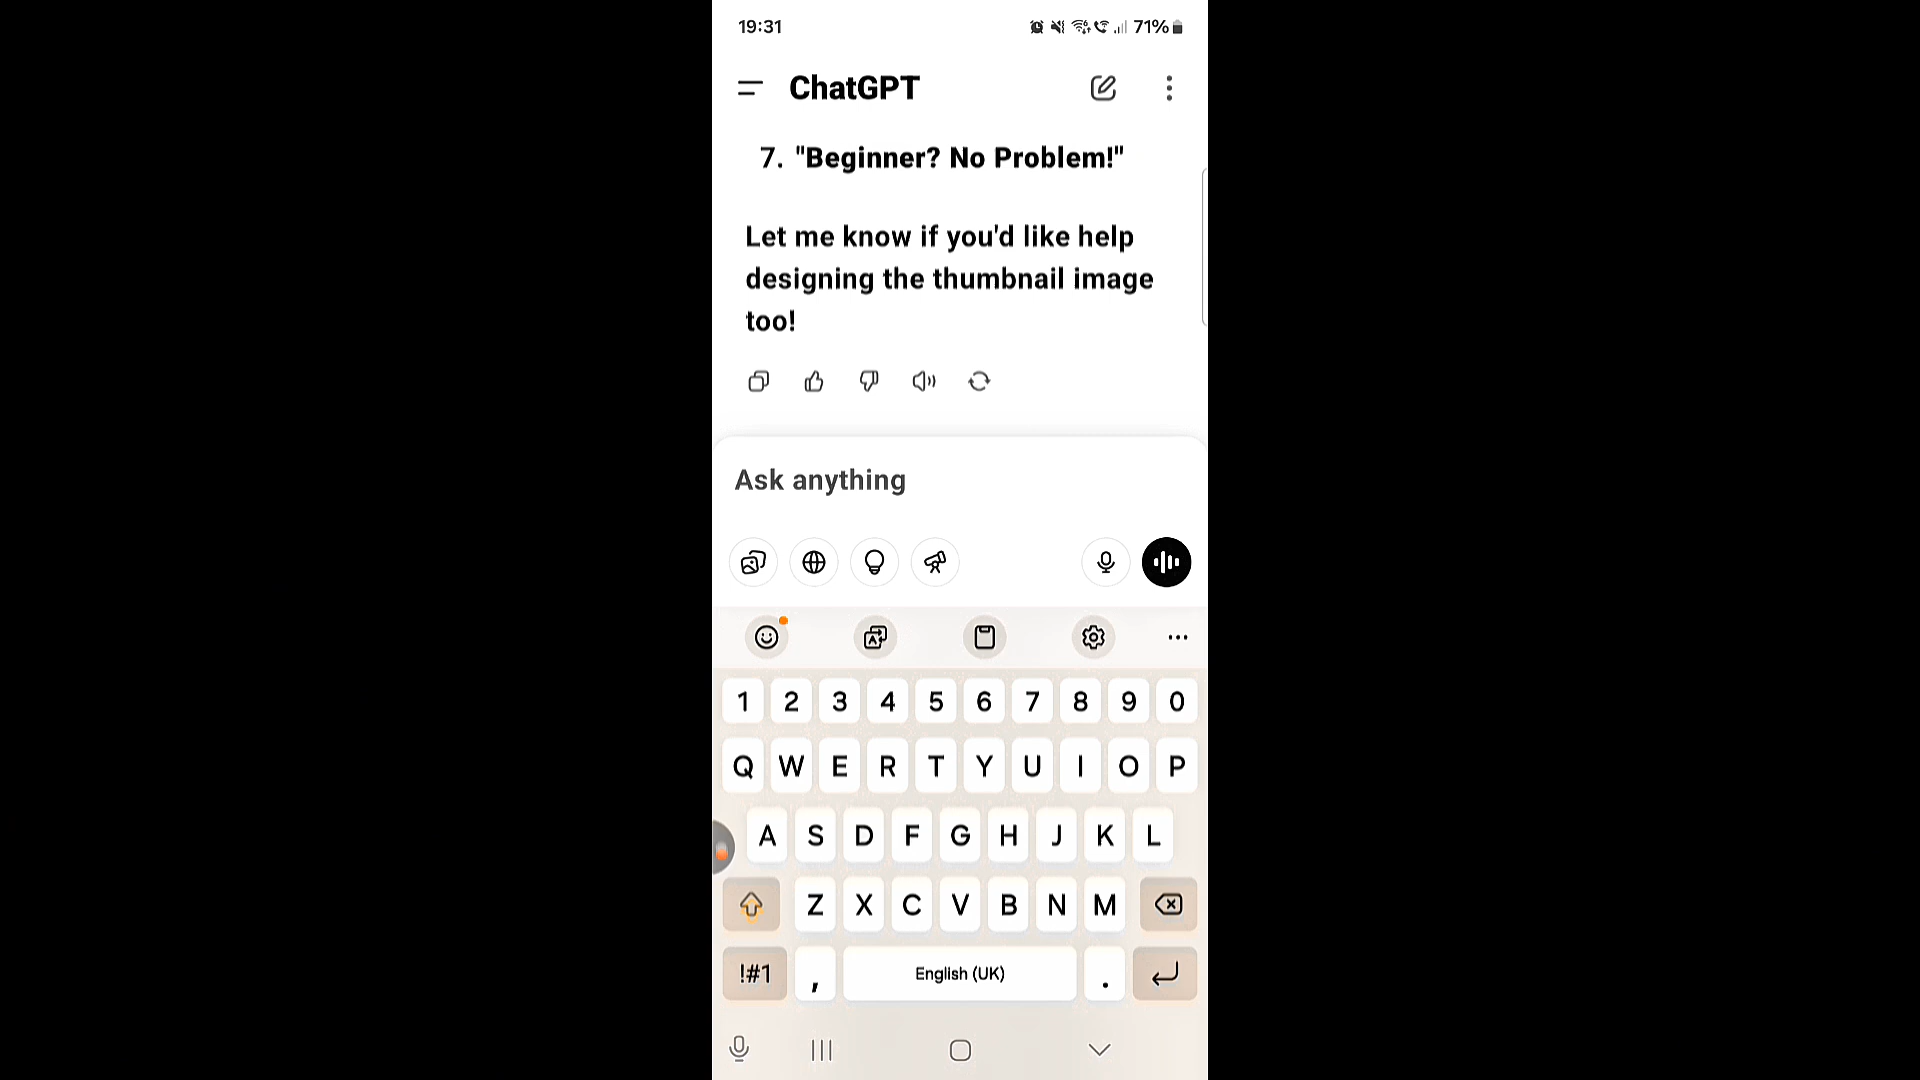 19:31
71%
ChatGPT
7. "Beginner? No Problem!"
Let me know if you'd like help
designing the thumbnail image
too!
Ask anything
1 2 3 4 5 6 7 8 9 0
Q W E R T Y U I O P
A S D F G H J K L
Z X C V B N M
!#1 , English (UK) .